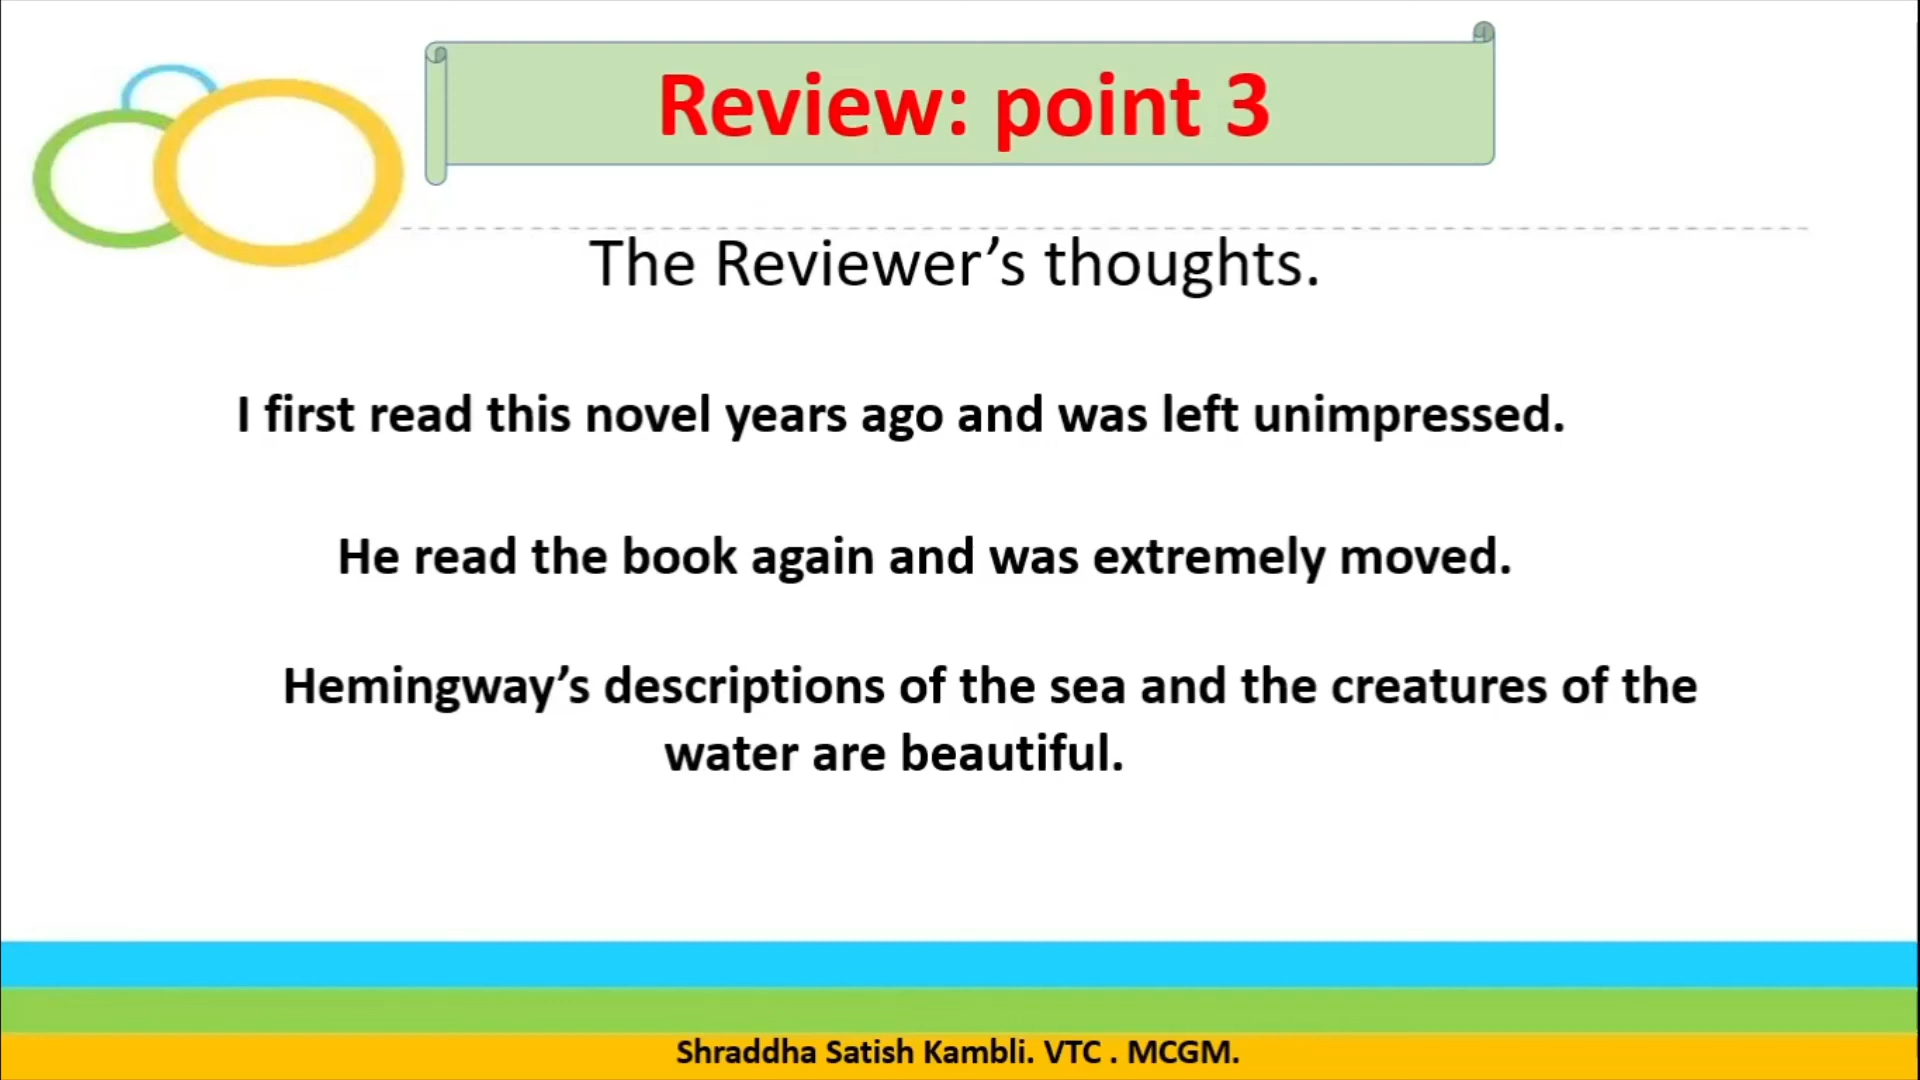 Review: point 3
The Reviewer’s thoughts.
I first read this novel years ago and was left unimpressed.
He read the book again and was extremely moved.
Hemingway’s descriptions of the sea and the creatures of the
water are beautiful.
Shraddha Satish Kambli. VTC . MCGM.